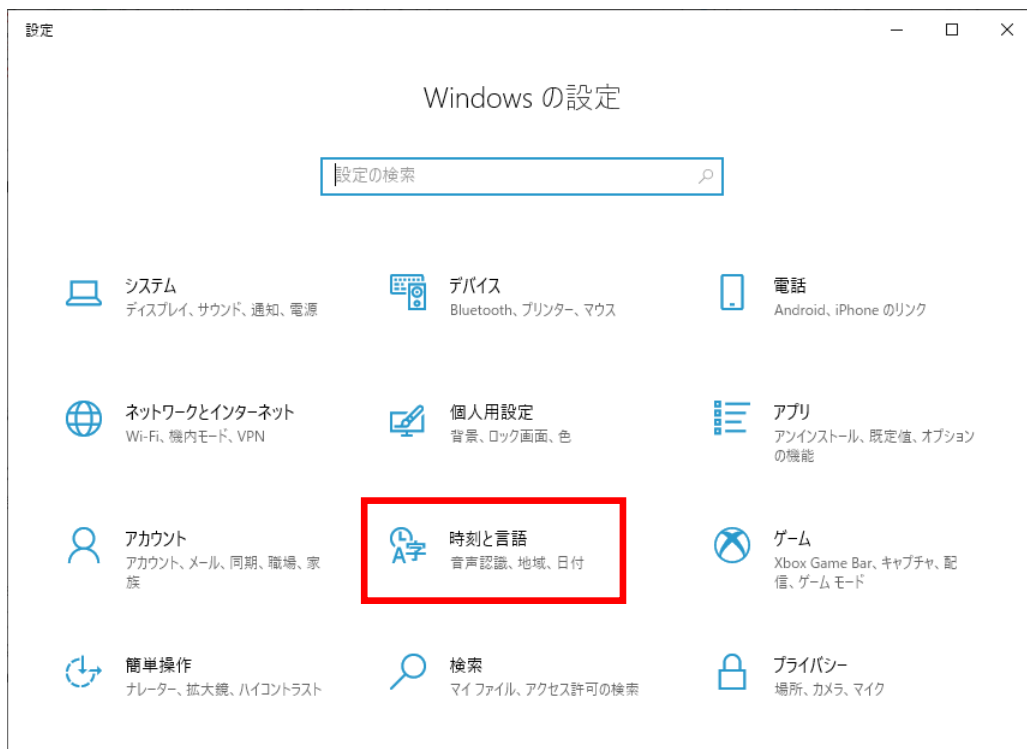 設定
Windows の設定
設定の検索
システム
ディスプレイ、サウンド、通知、電源
デバイス
Bluetooth、プリンター、マウス
電話
Android、iPhone のリンク
ネットワークとインターネット
Wi-Fi、機内モード、VPN
個人用設定
背景、ロック画面、色
アプリ
アンインストール、既定値、オプション
の機能
アカウント
アカウント、メール、同期、職場、家
族
時刻と言語
音声認識、地域、日付
ゲーム
Xbox Game Bar、キャプチャ、配
信、ゲーム モード
簡単操作
ナレーター、拡大鏡、ハイコントラスト
検索
マイ ファイル、アクセス許可の検索
プライバシー
場所、カメラ、マイク